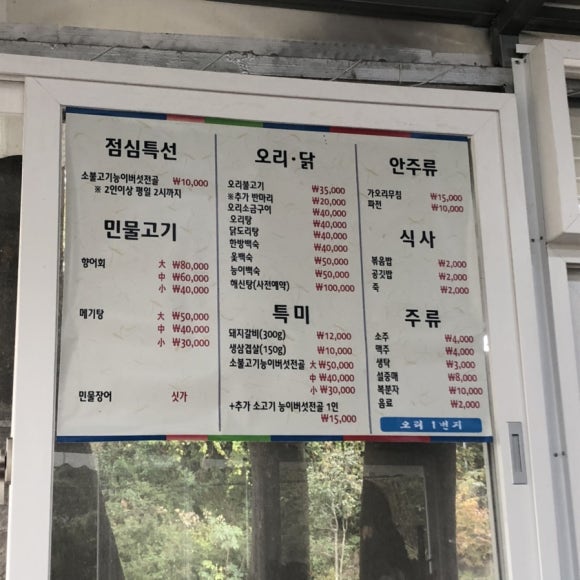 점심특선
소불고기능이버섯전골 ₩10,000
※ 2인이상 평일 2시까지
민물고기
향어회 大 ₩80,000
中 ₩60,000
小 ₩40,000
메기탕 大 ₩50,000
中 ₩40,000
小 ₩30,000
민물장어 싯가
오리·닭
오리불고기 ₩35,000
※추가 반마리 ₩20,000
오리소금구이 ₩40,000
오리탕 ₩40,000
닭도리탕 ₩40,000
한방백숙 ₩40,000
옻백숙 ₩50,000
능이백숙 ₩50,000
해신탕(사전예약) ₩100,000
특미
돼지갈비(300g) ₩12,000
생삼겹살(150g) ₩10,000
소불고기능이버섯전골 大 ₩50,000
中 ₩40,000
小 ₩30,000
+추가 소고기 능이버섯전골 1인
₩15,000
안주류
가오리무침 ₩15,000
파전 ₩10,000
식사
볶음밥 ₩2,000
공깃밥 ₩2,000
죽 ₩2,000
주류
소주 ₩4,000
맥주 ₩4,000
생탁 ₩3,000
설중매 ₩8,000
복분자 ₩10,000
음료 ₩2,000
오리 1번지